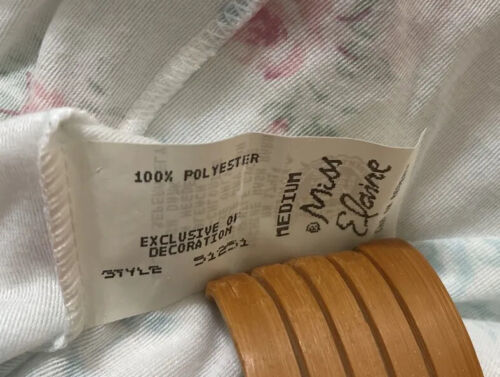 100% POLYESTER
EXCLUSIVE OF
DECORATION
STYLE 51251
MEDIUM
® Miss
Elaine